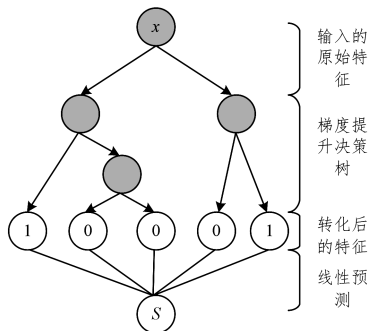 x
输入的
原始特
征
梯度提
升决策
树
1 0 0 0 1
转化后
的特征
线性预
测
S